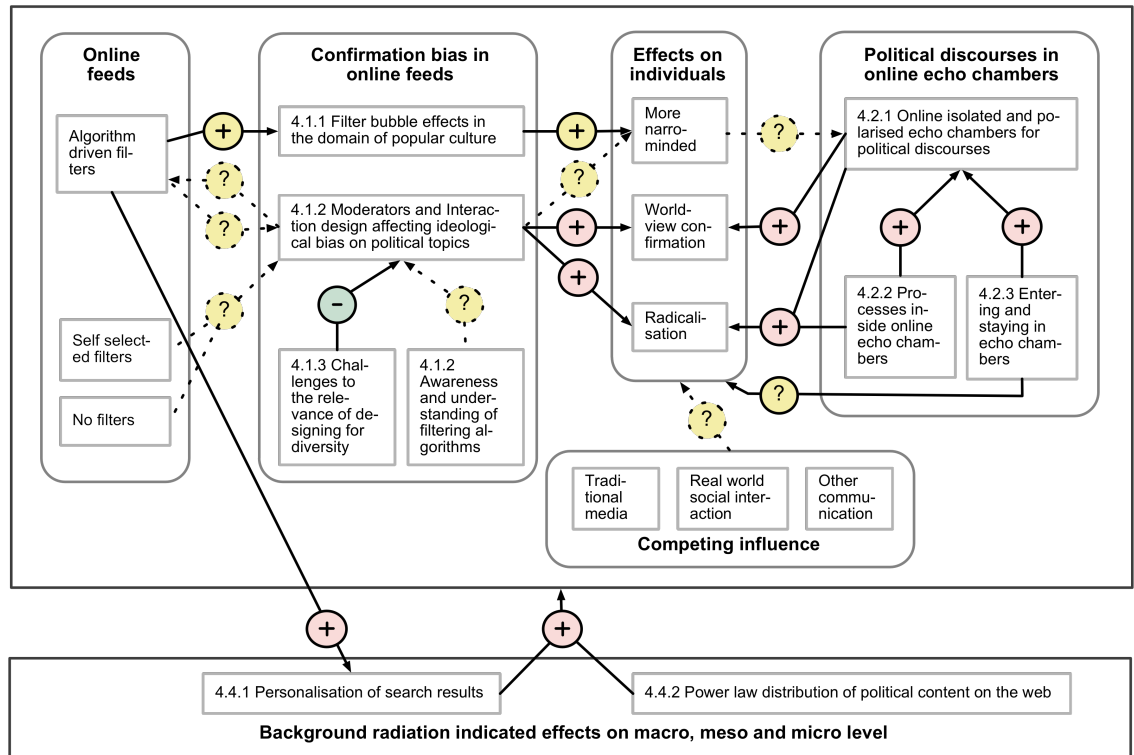 Online
feeds
Algorithm
driven fil-
ters
Self select-
ed filters
No filters
+
?
?
?
Confirmation bias in
online feeds
4.1.1 Filter bubble effects in
the domain of popular culture
4.1.2 Moderators and Interac-
tion design affecting ideologi-
cal bias on political topics
-
?
4.1.3 Chal-
lenges to
the rele-
vance of de-
signing for
diversity
4.1.2
Awareness
and under-
standing of
filtering al-
gorithms
+
?
+
+
Effects on
individuals
More
narro-
minded
World-
view con-
firmation
Radicali-
sation
?
+
+
?
?
Political discourses in
online echo chambers
4.2.1 Online isolated and po-
larised echo chambers for
political discourses
+
+
4.2.2 Pro-
cesses in-
side online
echo cham-
bers
4.2.3 Enter-
ing and
staying in
echo cham-
bers
Tradi-
tional
media
Real world
social inter-
action
Other
commu-
nication
Competing influence
+
+
4.4.1 Personalisation of search results
4.4.2 Power law distribution of political content on the web
Background radiation indicated effects on macro, meso and micro level